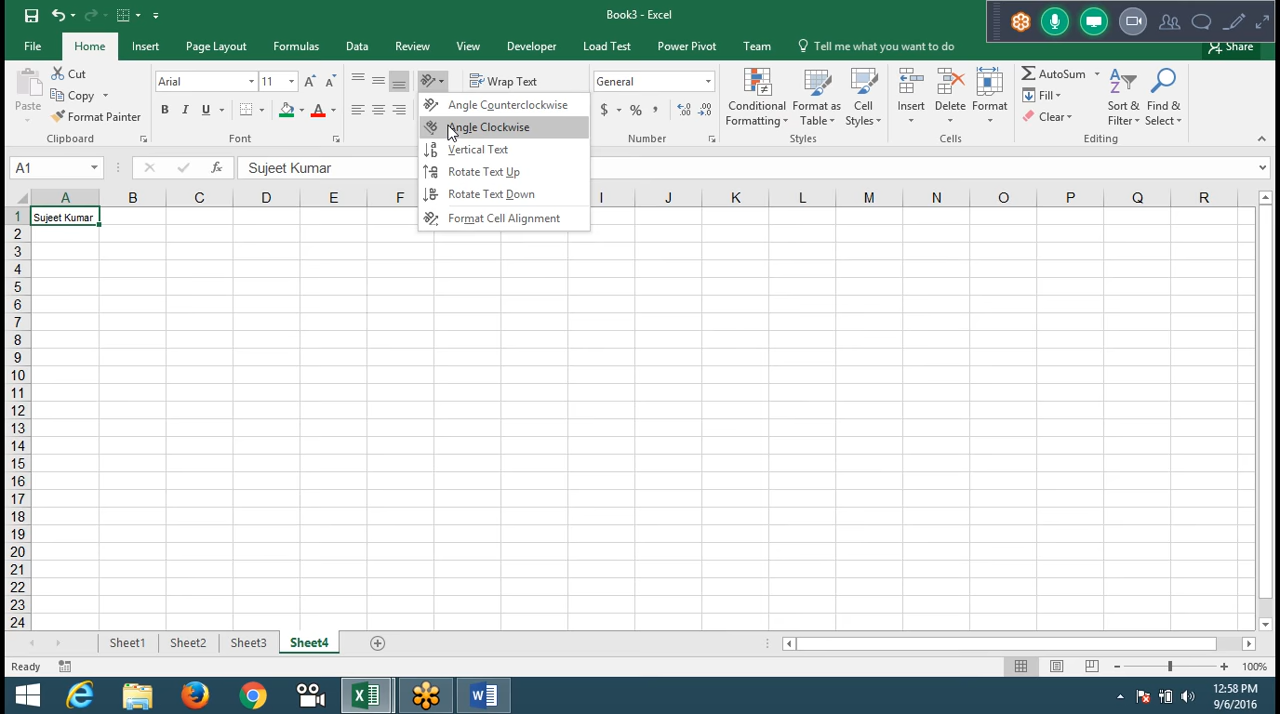 Book3 - Excel
File Home Insert Page Layout Formulas Data Review View Developer Load Test Power Pivot Team Tell me what you want to do Share
Paste
Cut
Copy
Format Painter
Clipboard
Arial 11
B I U
Font
Wrap Text
General
$ % ,
Number
Conditional Formatting
Format as Table
Cell Styles
Styles
Insert Delete Format
Cells
AutoSum
Fill
Clear
Sort & Filter
Find & Select
Editing
Angle Counterclockwise
Angle Clockwise
Vertical Text
Rotate Text Up
Rotate Text Down
Format Cell Alignment
A1 fx Sujeet Kumar
A B C D E F I J K L M N O P Q R
1 Sujeet Kumar
2
3
4
5
6
7
8
9
10
11
12
13
14
15
16
17
18
19
20
21
22
23
24
Sheet1 Sheet2 Sheet3 Sheet4
Ready 100%
12:58 PM
9/6/2016